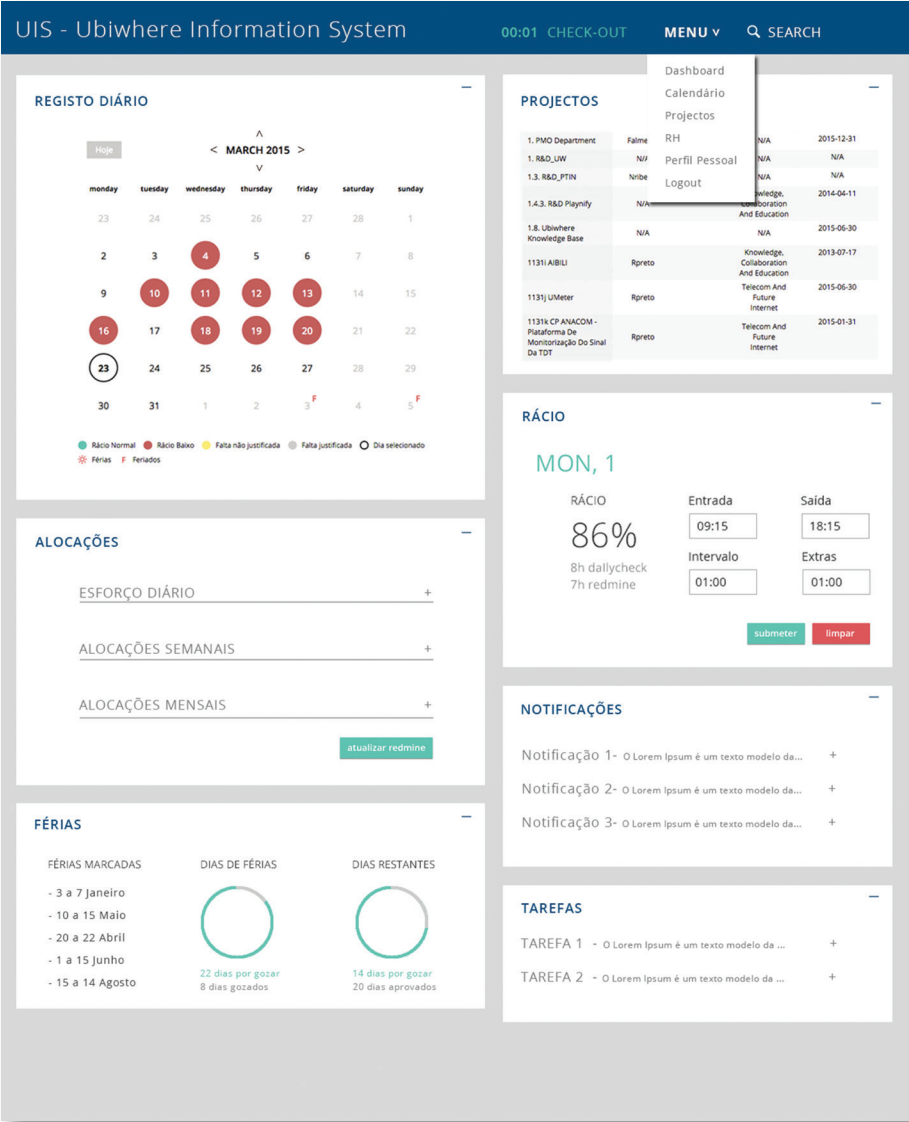 UIS - Ubiwhere Information System
00:01 CHECK-OUT
MENU
SEARCH
Dashboard
Calendário
Projectos
RH
Perfil Pessoal
Logout
REGISTO DIÁRIO
Hoje
< MARCH 2015 >
monday tuesday wednesday thursday friday saturday sunday
23 24 25 26 27 28 1
2 3 4 5 6 7 8
9 10 11 12 13 14 15
16 17 18 19 20 21 22
23 24 25 26 27 28 29
30 31 1 2 3 F 4 5 F
Rácio Normal Rácio Baixo Falta não justificada Falta justificada Dia selecionado
Férias F Feriados
ALOCAÇÕES
ESFORÇO DIÁRIO +
ALOCAÇÕES SEMANAIS +
ALOCAÇÕES MENSAIS +
atualizar redmine
FÉRIAS
FÉRIAS MARCADAS
- 3 a 7 Janeiro
- 10 a 15 Maio
- 20 a 22 Abril
- 1 a 15 Junho
- 15 a 14 Agosto
DIAS DE FÉRIAS
22 dias por gozar
8 dias gozados
DIAS RESTANTES
14 dias por gozar
20 dias aprovados
PROJECTOS
1. PMO Department N/A 2015-12-31
1. R&D_UW N/A N/A
1.3. R&D_PTIN N/A N/A
1.4.3. R&D Playnify N/A 2014-04-11
And Education
1.8. Ubiwhere
Knowledge Base N/A N/A 2015-06-30
1131i AIBILI Rpreto Knowledge, 2013-07-17
Collaboration
And Education
1131j UMeter Rpreto Telecom And 2015-06-30
Future
Internet
1131k CP ANACOM -
Plataforma De
Monitorização Do Sinal
Da TDT
Rpreto
Telecom And
Future
Internet
2015-01-31
RÁCIO
MON, 1
RÁCIO
86%
8h dallycheck
7h redmine
Entrada
09:15
Saída
18:15
Intervalo
01:00
Extras
01:00
submeter limpar
NOTIFICAÇÕES
Notificação 1- O Lorem Ipsum é um texto modelo da... +
Notificação 2- O Lorem Ipsum é um texto modelo da... +
Notificação 3- O Lorem Ipsum é um texto modelo da... +
TAREFAS
TAREFA 1 - O Lorem Ipsum é um texto modelo da ... +
TAREFA 2 - O Lorem Ipsum é um texto modelo da ... +